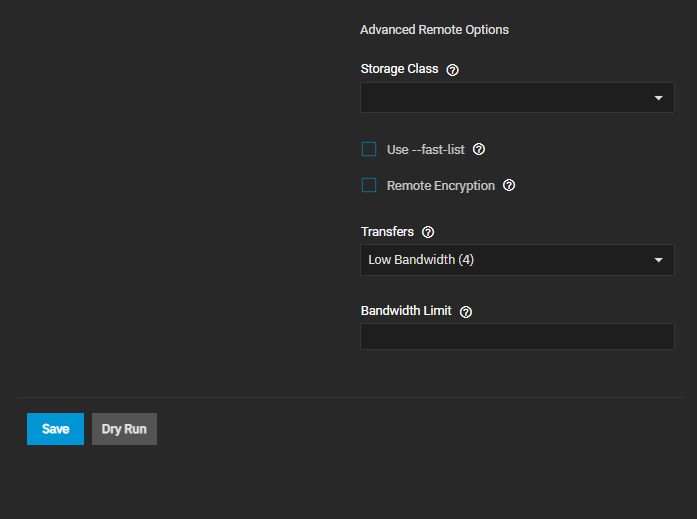 Advanced Remote Options
Storage Class
Use --fast-list
Remote Encryption
Transfers
Low Bandwidth (4)
Bandwidth Limit
Save Dry Run